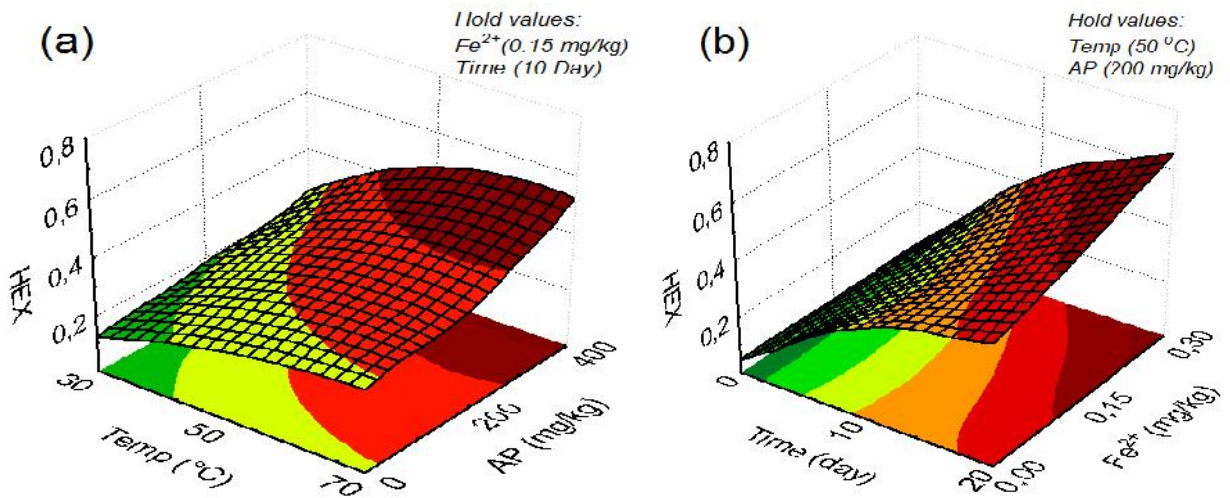 (a)
Hold values:
Fe2+(0.15 mg/kg)
Time (10 Day)
0,8
0,6
0,4
0,2
HEX
30
50
70
Temp (°C)
0
200
400
AP (mg/kg)
(b)
Hold values:
Temp (50 °C)
AP (200 mg/kg)
0,8
0,6
0,4
0,2
HEX
0
10
20
Time (day)
0,00
0,15
0,30
Fe2+ (mg/kg)